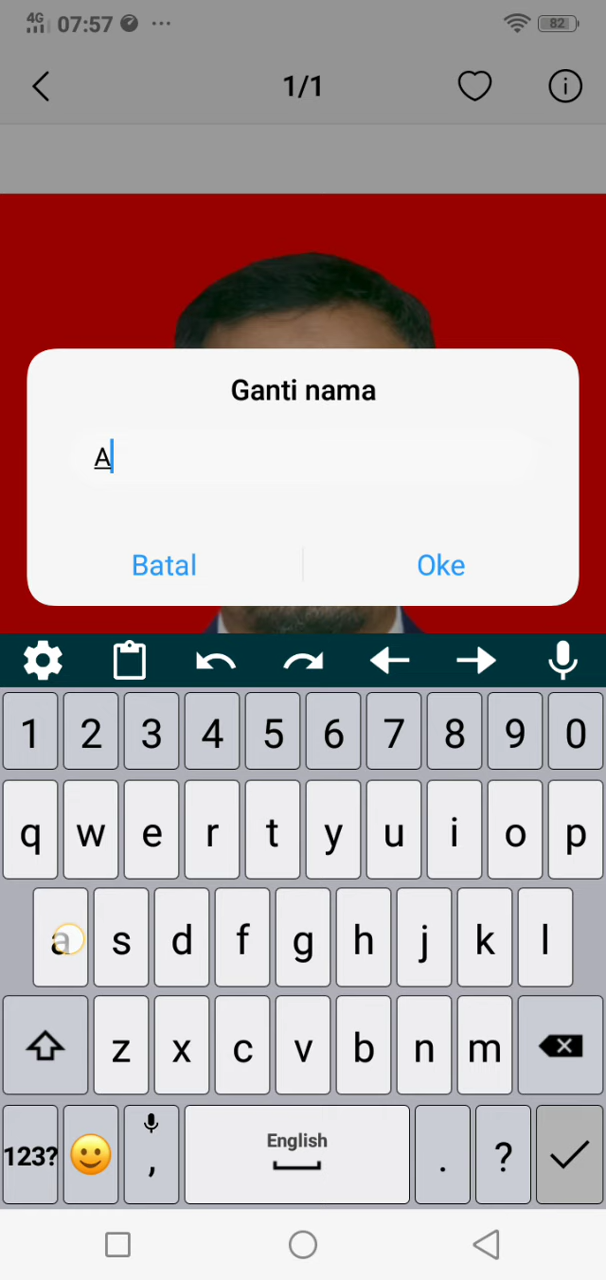 4G 07:57 ... 82
1/1
Ganti nama
A
Batal Oke
1 2 3 4 5 6 7 8 9 0
q w e r t y u i o p
a s d f g h j k l
z x c v b n m
123? , English . ?